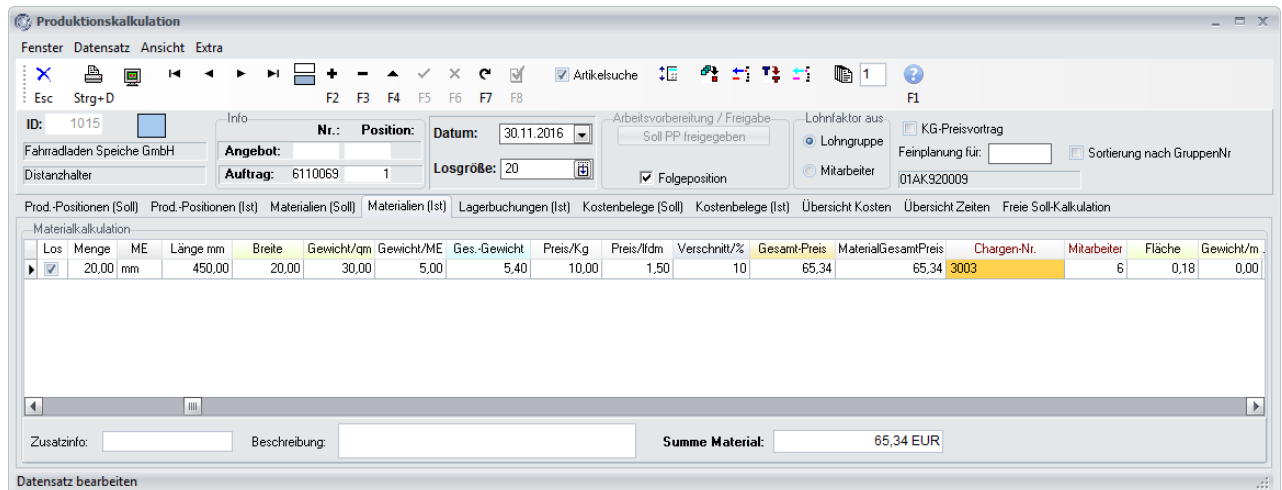 Produktionskalkulation
Fenster Datensatz Ansicht Extra
Artikelsuche 1
Esc Strg+D F2 F3 F4 F5 F6 F7 F8 F1
ID: 1015
Fahrradladen Speiche GmbH
Distanzhalter
Info
Nr.: Position:
Angebot:
Auftrag: 6110069 1
Datum: 30.11.2016
Losgröße: 20
Arbeitsvorbereitung / Freigabe
Soll PP freigegeben
Folgeposition
Lohnfaktor aus
Lohngruppe
Mitarbeiter
KG-Preisvortrag
Feinplanung für:
01AK920009
Sortierung nach GruppenNr
Prod.-Positionen (Soll) Prod.-Positionen (Ist) Materialien (Soll) Materialien (Ist) Lagerbuchungen (Ist) Kostenbelege (Soll) Kostenbelege (Ist) Übersicht Kosten Übersicht Zeiten Freie Soll-Kalkulation
Materialkalkulation
Los Menge ME Länge mm Breite Gewicht/qm Gewicht/ME Ges.-Gewicht Preis/Kg Preis/lfdm Verschnitt/% Gesamt-Preis MaterialGesamtPreis Chargen-Nr. Mitarbeiter Fläche Gewicht/m
20,00 mm 450,00 20,00 30,00 5,00 5,40 10,00 1,50 10 65,34 65,34 3003 6 0,18 0,00
Zusatzinfo: Beschreibung: Summe Material: 65,34 EUR
Datensatz bearbeiten